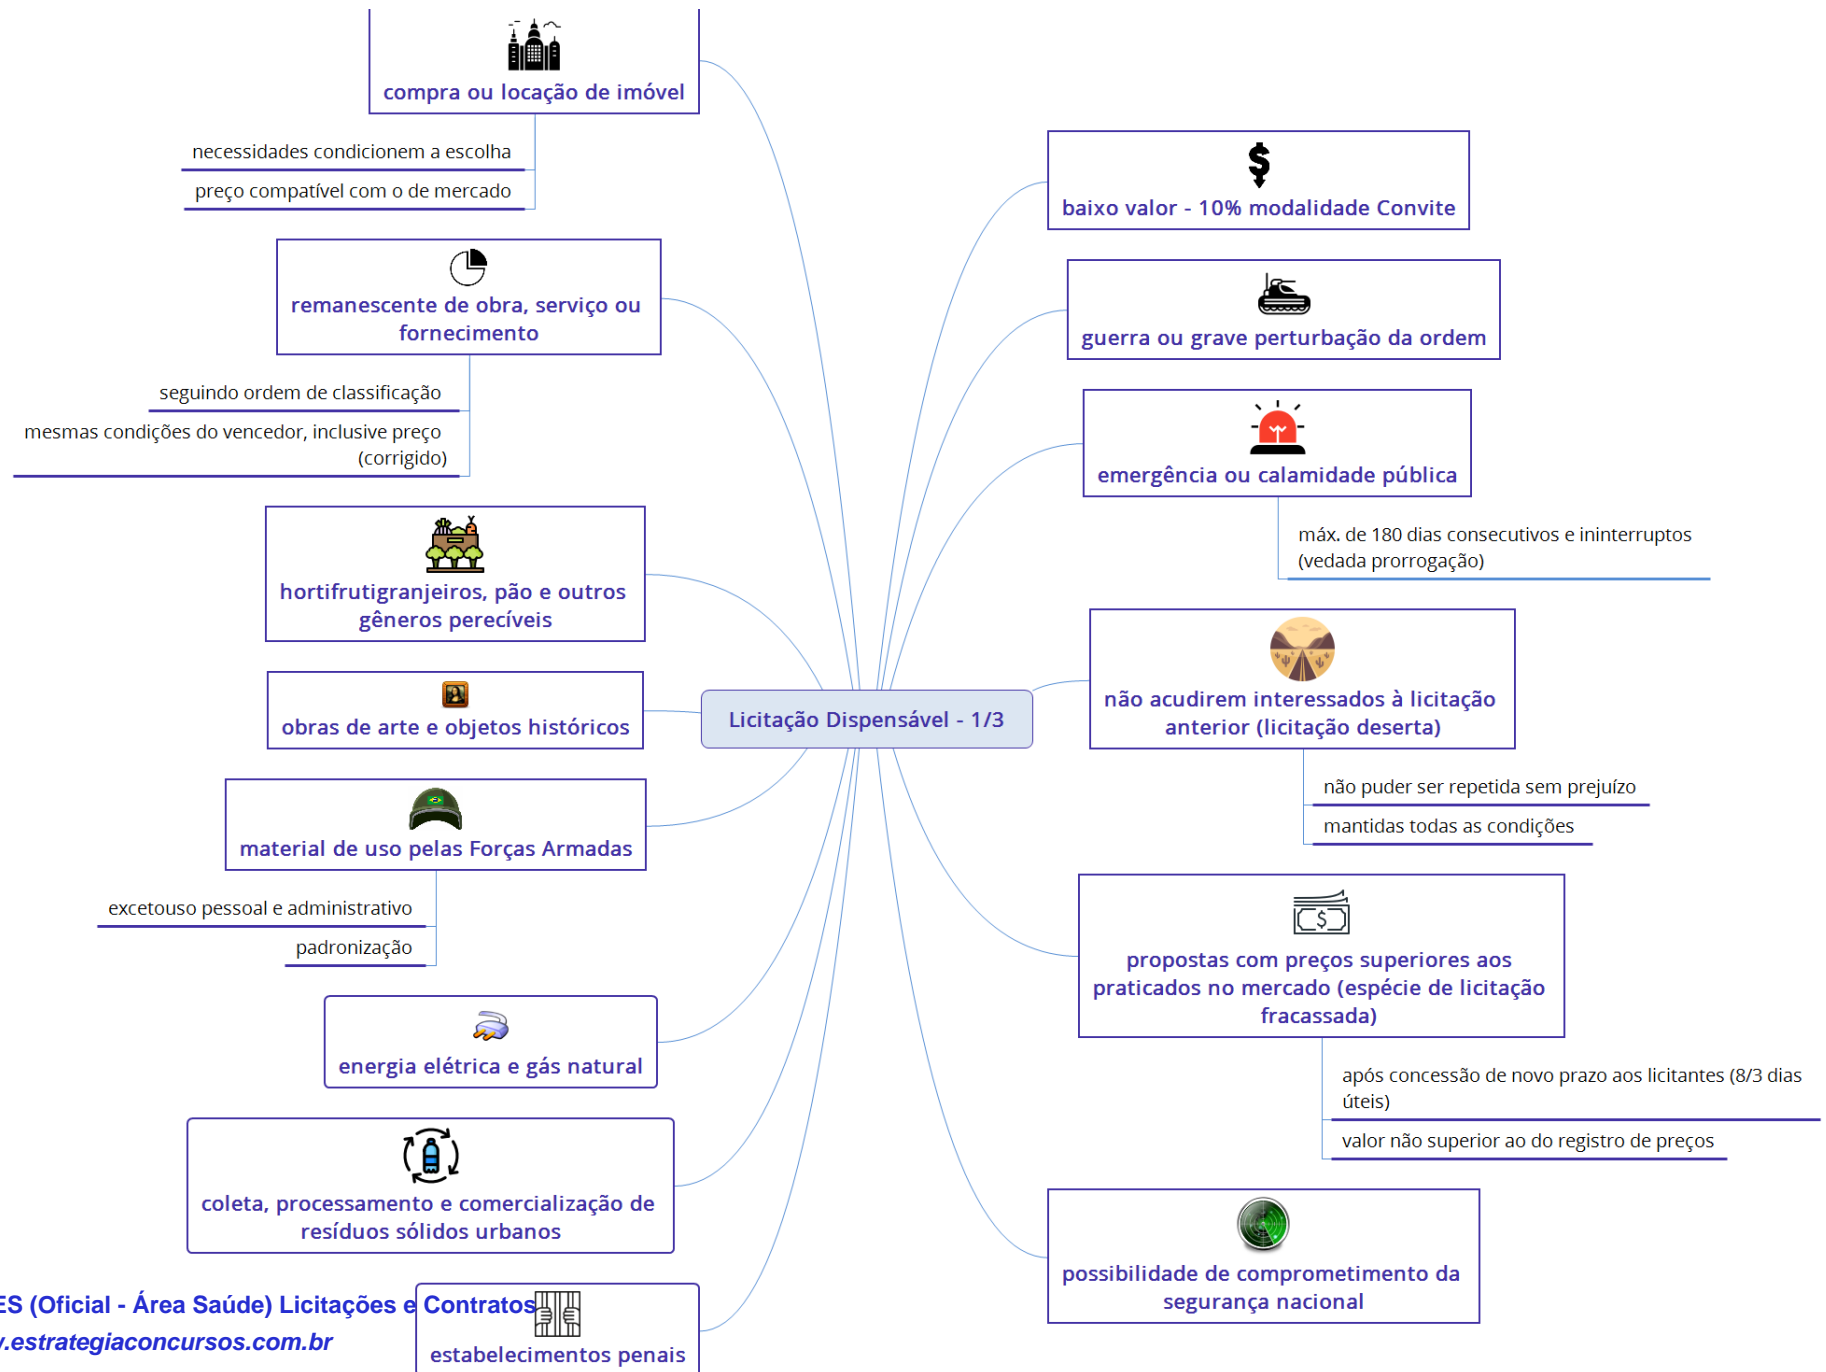 compra ou locação de imóvel
necessidades condicionem a escolha
preço compatível com o de mercado
remanescente de obra, serviço ou
fornecimento
seguindo ordem de classificação
mesmas condições do vencedor, inclusive preço
(corrigido)
hortifrutigranjeiros, pão e outros
gêneros perecíveis
obras de arte e objetos históricos
material de uso pelas Forças Armadas
excetouso pessoal e administrativo
padronização
energia elétrica e gás natural
coleta, processamento e comercialização de
resíduos sólidos urbanos
estabelecimentos penais
Licitação Dispensável - 1/3
baixo valor - 10% modalidade Convite
guerra ou grave perturbação da ordem
emergência ou calamidade pública
máx. de 180 dias consecutivos e ininterruptos
(vedada prorrogação)
não acudirem interessados à licitação
anterior (licitação deserta)
não puder ser repetida sem prejuízo
mantidas todas as condições
propostas com preços superiores aos
praticados no mercado (espécie de licitação
fracassada)
após concessão de novo prazo aos licitantes (8/3 dias
úteis)
valor não superior ao do registro de preços
possibilidade de comprometimento da
segurança nacional
ES (Oficial - Área Saúde) Licitações e Contratos
.estrategiaconcursos.com.br